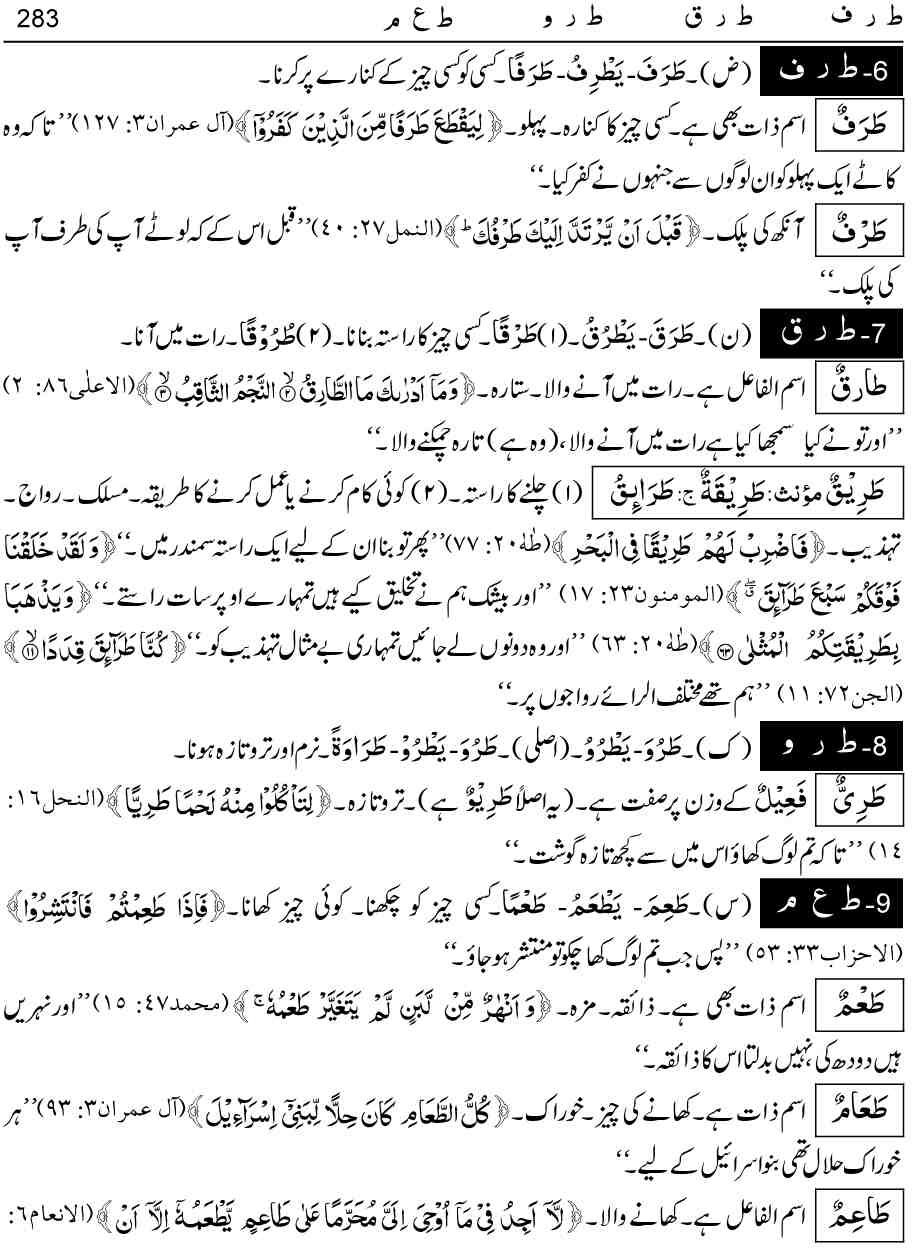 ط ر ف   ط ر ق   ط ر و   ط ع م   283
6- ط ر ف (ض)۔ طَرَفَ- يَطْرِفُ- طَرَفًا۔ کسی کو کسی چیز کے کنارے پر کرنا۔
طَرَفٌ اسم ذات بھی ہے۔ کسی چیز کا کنارہ۔ پہلو۔ ﴿لِيَقْطَعَ طَرَفًا مِّنَ الَّذِيْنَ كَفَرُوْٓا﴾ (آل عمران۳: ۱۲۷) ’’تاکہ وہ
کاٹے ایک پہلو کو ان لوگوں سے جنہوں نے کفر کیا۔‘‘
طَرْفٌ آنکھ کی پلک۔ ﴿قَبْلَ اَنْ يَّرْتَدَّ اِلَيْكَ طَرْفُكَ ؕ﴾ (النمل۲۷: ۴۰) ’’قبل اس کے کہ لوٹے آپ کی طرف آپ
کی پلک۔‘‘
7- ط ر ق (ن)۔ طَرَقَ- يَطْرُقُ۔ (۱) طَرْقًا۔ کسی چیز کا راستہ بنانا۔ (۲) طُرُوْقًا۔ رات میں آنا۔
طارِقٌ اسم الفاعل ہے۔ رات میں آنے والا۔ ستارہ۔ ﴿وَمَآ اَدْرٰىكَ مَا الطَّارِقُ ۙ۲ النَّجْمُ الثَّاقِبُ ۙ۳﴾ (الاعلٰی۸۶: ۲)
’’اور تو نے کیا سمجھا کیا ہے رات میں آنے والا، (وہ ہے) تارہ چمکنے والا۔‘‘
طَرِيْقٌ مؤنث: طَرِيْقَةٌ ج: طَرَايِقُ (۱) چلنے کا راستہ۔ (۲) کوئی کام کرنے یا عمل کرنے کا طریقہ۔ مسلک۔ رواج۔
تہذیب۔ ﴿فَاضْرِبْ لَهُمْ طَرِيْقًا فِي الْبَحْرِ﴾ (طٰهٰ۲۰: ۷۷) ’’پھر تو بنا ان کے لیے ایک راستہ سمندر میں۔‘‘ ﴿وَلَقَدْ خَلَقْنَا
فَوْقَكُمْ سَبْعَ طَرَآئِقَ ۖۗ﴾ (المومنون۲۳: ۱۷) ’’اور بیشک ہم نے تخلیق کیے ہیں تمہارے اوپر سات راستے۔‘‘ ﴿وَيَذْهَبَا
بِطَرِيْقَتِكُمُ الْمُثْلٰى ۶۳﴾ (طٰهٰ۲۰: ۶۳) ’’اور وہ دونوں لے جائیں تمہاری بے مثال تہذیب کو۔‘‘ ﴿كُنَّا طَرَآئِقَ قِدَدًا ۙ۱۱﴾
(الجن۷۲: ۱۱) ’’ہم تھے مختلف الرائے رواجوں پر۔‘‘
8- ط ر و (ک)۔ طَرُوَ- يَطْرُوُ۔ (اصلی)۔ طَرُوَ- يَطْرُوْ- طَرَاوَةً۔ نرم اور تروتازہ ہونا۔
طَرِىٌّ فَعِيْلٌ کے وزن پر صفت ہے۔ (یہ اصلاً طَرِيْوٌ ہے)۔ تروتازہ۔ ﴿لِتَاْكُلُوْا مِنْهُ لَحْمًا طَرِيًّا﴾ (النحل۱۶:
۱۴) ’’تاکہ تم لوگ کھاؤ اس میں سے کچھ تازہ گوشت۔‘‘
9- ط ع م (س)۔ طَعِمَ- يَطْعَمُ- طَعْمًا۔ کسی چیز کو چکھنا۔ کوئی چیز کھانا۔ ﴿فَاِذَا طَعِمْتُمْ فَانْتَشِرُوْا﴾
(الاحزاب۳۳: ۵۳) ’’پس جب تم لوگ کھا چکو تو منتشر ہو جاؤ۔‘‘
طَعْمٌ اسم ذات بھی ہے۔ ذائقہ۔ مزہ۔ ﴿وَاَنْهٰرٌ مِّنْ لَّبَنٍ لَّمْ يَتَغَيَّرْ طَعْمُهٗ ۚ﴾ (محمد۴۷: ۱۵) ’’اور نہریں
ہیں دودھ کی، نہیں بدلتا اس کا ذائقہ۔‘‘
طَعَامٌ اسم ذات ہے۔ کھانے کی چیز۔ خوراک۔ ﴿كُلُّ الطَّعَامِ كَانَ حِلًّا لِّبَنِيْٓ اِسْرَآءِيْلَ﴾ (آل عمران۳: ۹۳) ’’ہر
خوراک حلال تھی بنواسرائیل کے لیے۔‘‘
طَاعِمٌ اسم الفاعل ہے۔ کھانے والا۔ ﴿لَّآ اَجِدُ فِيْ مَآ اُوْحِيَ اِلَيَّ مُحَرَّمًا عَلٰى طَاعِمٍ يَّطْعَمُهٗٓ اِلَّآ اَنْ﴾ (الانعام۶: